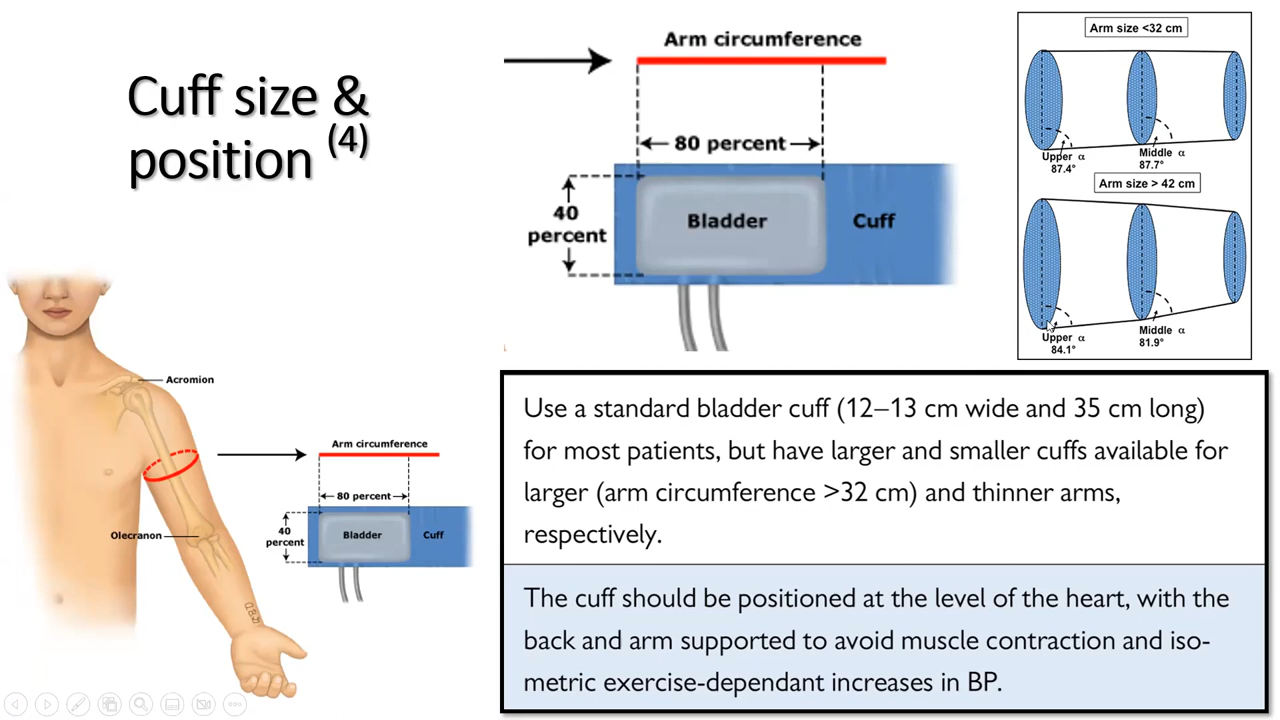 Cuff size &
position (4)
Arm circumference
80 percent
40
percent
Bladder
Cuff
Arm size <32 cm
Upper α
87.4°
Middle α
87.7°
Arm size > 42 cm
Upper α
84.1°
Middle α
81.9°
Acromion
Olecranon
Arm circumference
80 percent
40
percent
Bladder
Cuff
Use a standard bladder cuff (12–13 cm wide and 35 cm long)
for most patients, but have larger and smaller cuffs available for
larger (arm circumference >32 cm) and thinner arms,
respectively.
The cuff should be positioned at the level of the heart, with the
back and arm supported to avoid muscle contraction and iso-
metric exercise-dependant increases in BP.